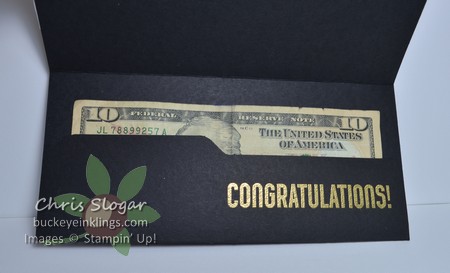 FEDERAL RESERVE NOTE
10 10
JL 78899257 A
THE UNITED STATES
OF AMERICA
CONGRATULATIONS!
Chris Slogar
buckeyeinklings.com
Images © Stampin' Up!